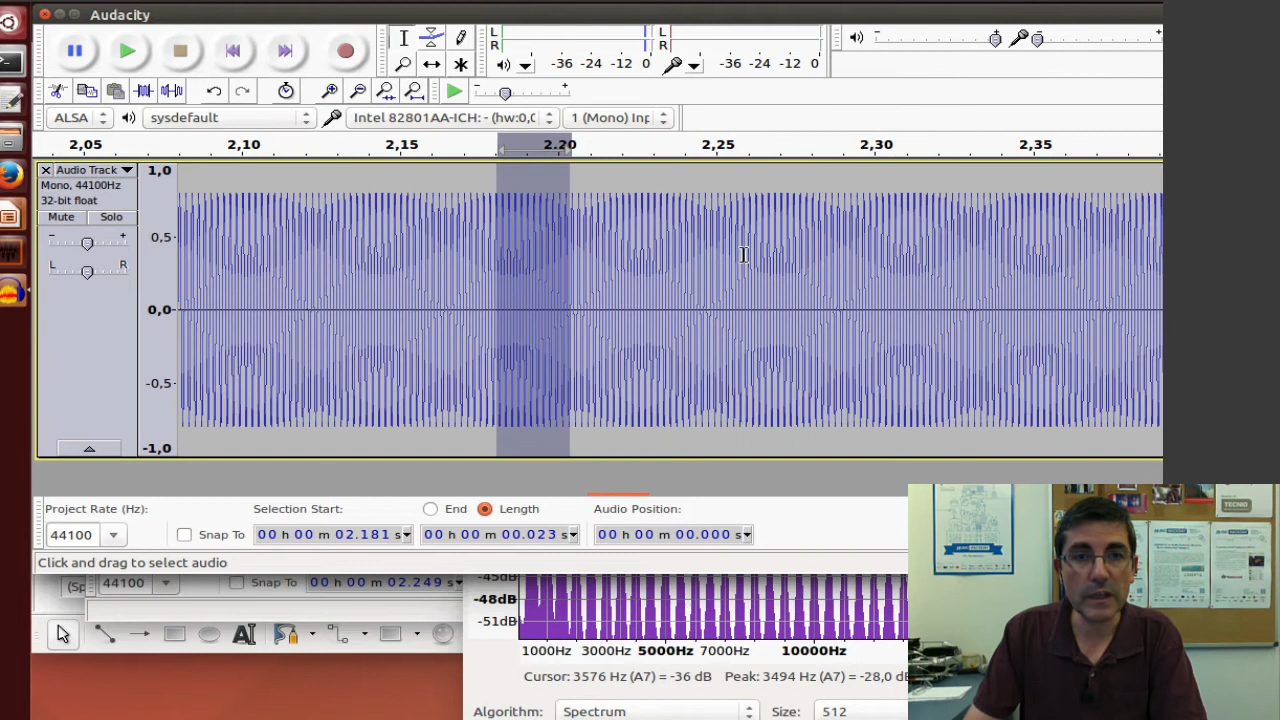 Audacity
L
R
-36 -24 -12 0
L
R
-36 -24 -12 0
- +
- +
ALSA sysdefault Intel 82801AA-ICH: - (hw:0,0 1 (Mono) Inp
2,05 2,10 2,15 2.20 2,25 2,30 2,35
Audio Track
Mono, 44100Hz
32-bit float
Mute Solo
- +
L R
1,0
0,5-
0,0-
-0,5-
-1,0
Project Rate (Hz):
44100
Snap To
Selection Start:
00 h 00 m 02.181 s
End Length
00 h 00 m 00.023 s
Audio Position:
00 h 00 m 00.000 s
Click and drag to select audio
(Sp 44100 Snap To 00 h 00 m 02.249 s
-45dB
-48dB
-51dB
1000Hz 3000Hz 5000Hz 7000Hz 10000Hz
Cursor: 3576 Hz (A7) = -36 dB Peak: 3494 Hz (A7) = -28,0 dB
Algorithm: Spectrum Size: 512
TECNIO